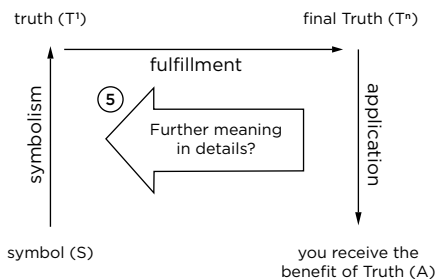 truth (T¹)
final Truth (Tⁿ)
fulfillment
symbolism
5
Further meaning
in details?
application
symbol (S)
you receive the
benefit of Truth (A)